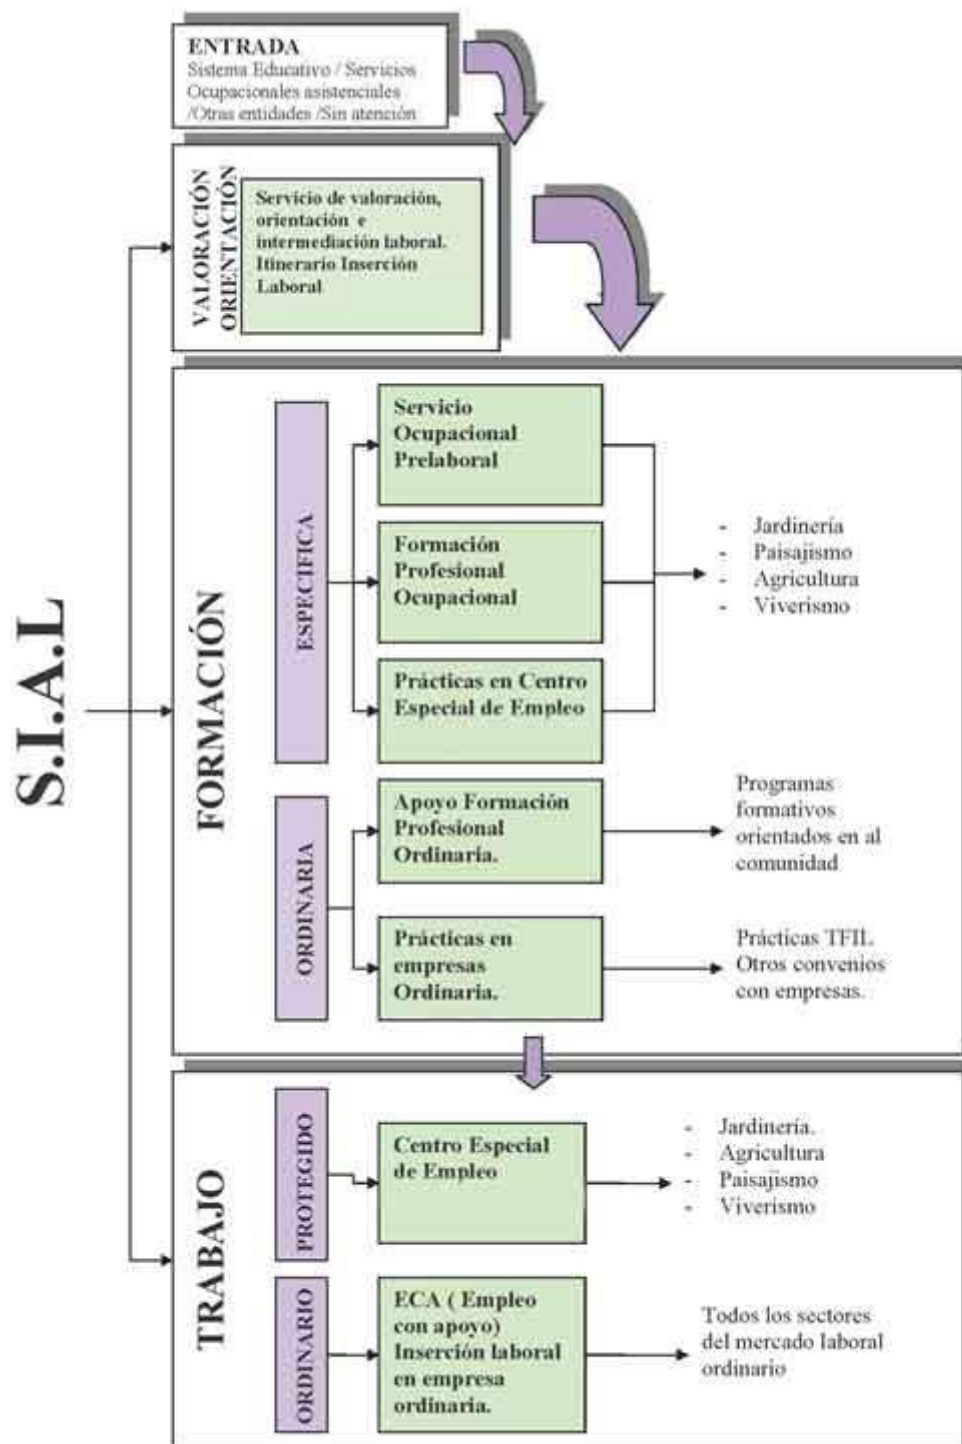 ENTRADA
Sistema Educativo / Servicios
Ocupacionales asistenciales
/Otras entidades /Sin atención
VALORACIÓN
ORIENTACIÓN
Servicio de valoración,
orientación e
intermediación laboral.
Itinerario Inserción
Laboral
S.I.A.L
FORMACIÓN
ESPECIFICA
Servicio
Ocupacional
Prelaboral
Formación
Profesional
Ocupacional
Prácticas en Centro
Especial de Empleo
- Jardinería
- Paisajismo
- Agricultura
- Viverismo
ORDINARIA
Apoyo Formación
Profesional
Ordinaria.
Programas
formativos
orientados en al
comunidad
Prácticas en
empresas
Ordinaria.
Prácticas TFIL
Otros convenios
con empresas.
TRABAJO
PROTEGIDO
Centro Especial
de Empleo
- Jardinería.
- Agricultura
- Paisajismo
- Viverismo
ORDINARIO
ECA ( Empleo
con apoyo)
Inserción laboral
en empresa
ordinaria.
Todos los sectores
del mercado laboral
ordinario